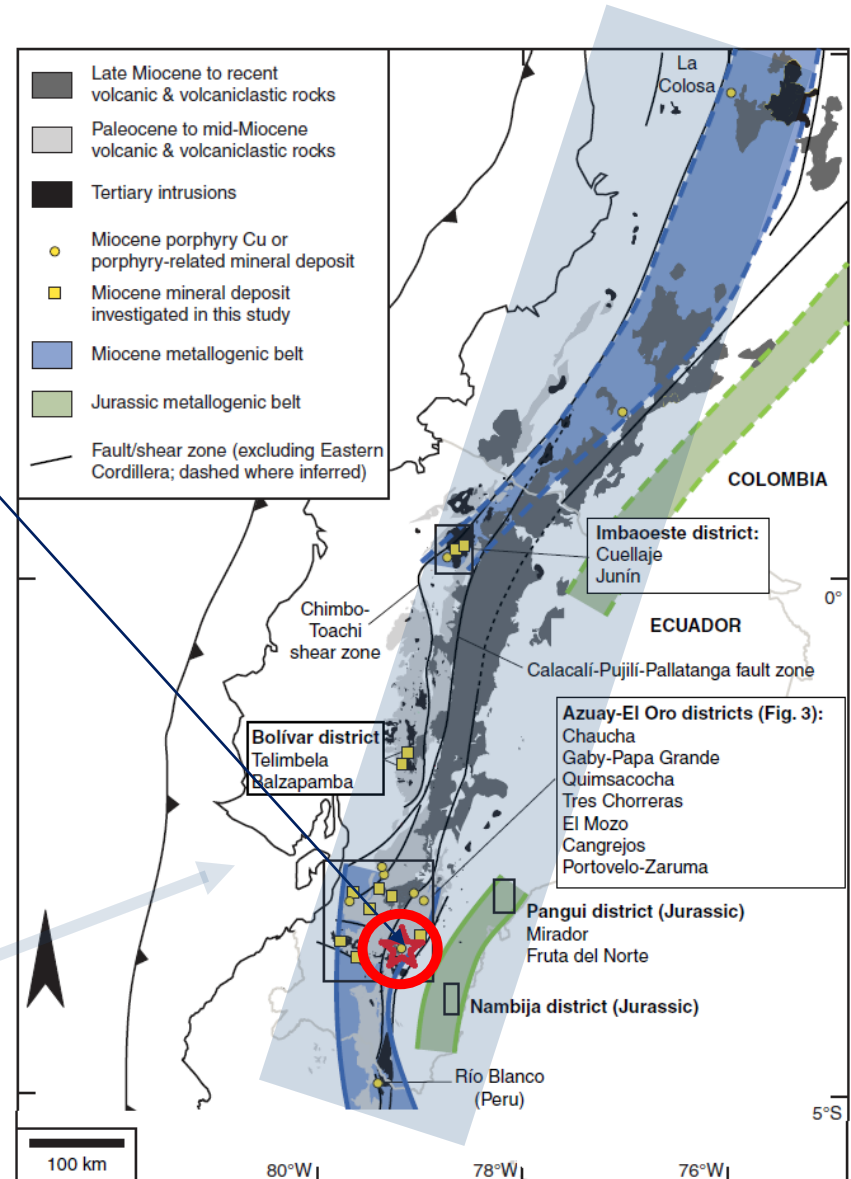 Late Miocene to recent
volcanic & volcaniclastic rocks
Paleocene to mid-Miocene
volcanic & volcaniclastic rocks
Tertiary intrusions
Miocene porphyry Cu or
porphyry-related mineral deposit
Miocene mineral deposit
investigated in this study
Miocene metallogenic belt
Jurassic metallogenic belt
Fault/shear zone (excluding Eastern
Cordillera; dashed where inferred)
La
Colosa
COLOMBIA
Imbaoeste district:
Cuellaje
Junín
0°
Chimbo-
Toachi
shear zone
ECUADOR
Calacalí-Pujilí-Pallatanga fault zone
Bolívar district
Telimbela
Balzapamba
Azuay-El Oro districts (Fig. 3):
Chaucha
Gaby-Papa Grande
Quimsacocha
Tres Chorreras
El Mozo
Cangrejos
Portovelo-Zaruma
Pangui district (Jurassic)
Mirador
Fruta del Norte
Nambija district (Jurassic)
Río Blanco
(Peru)
5°S
100 km
80°W
78°W
76°W